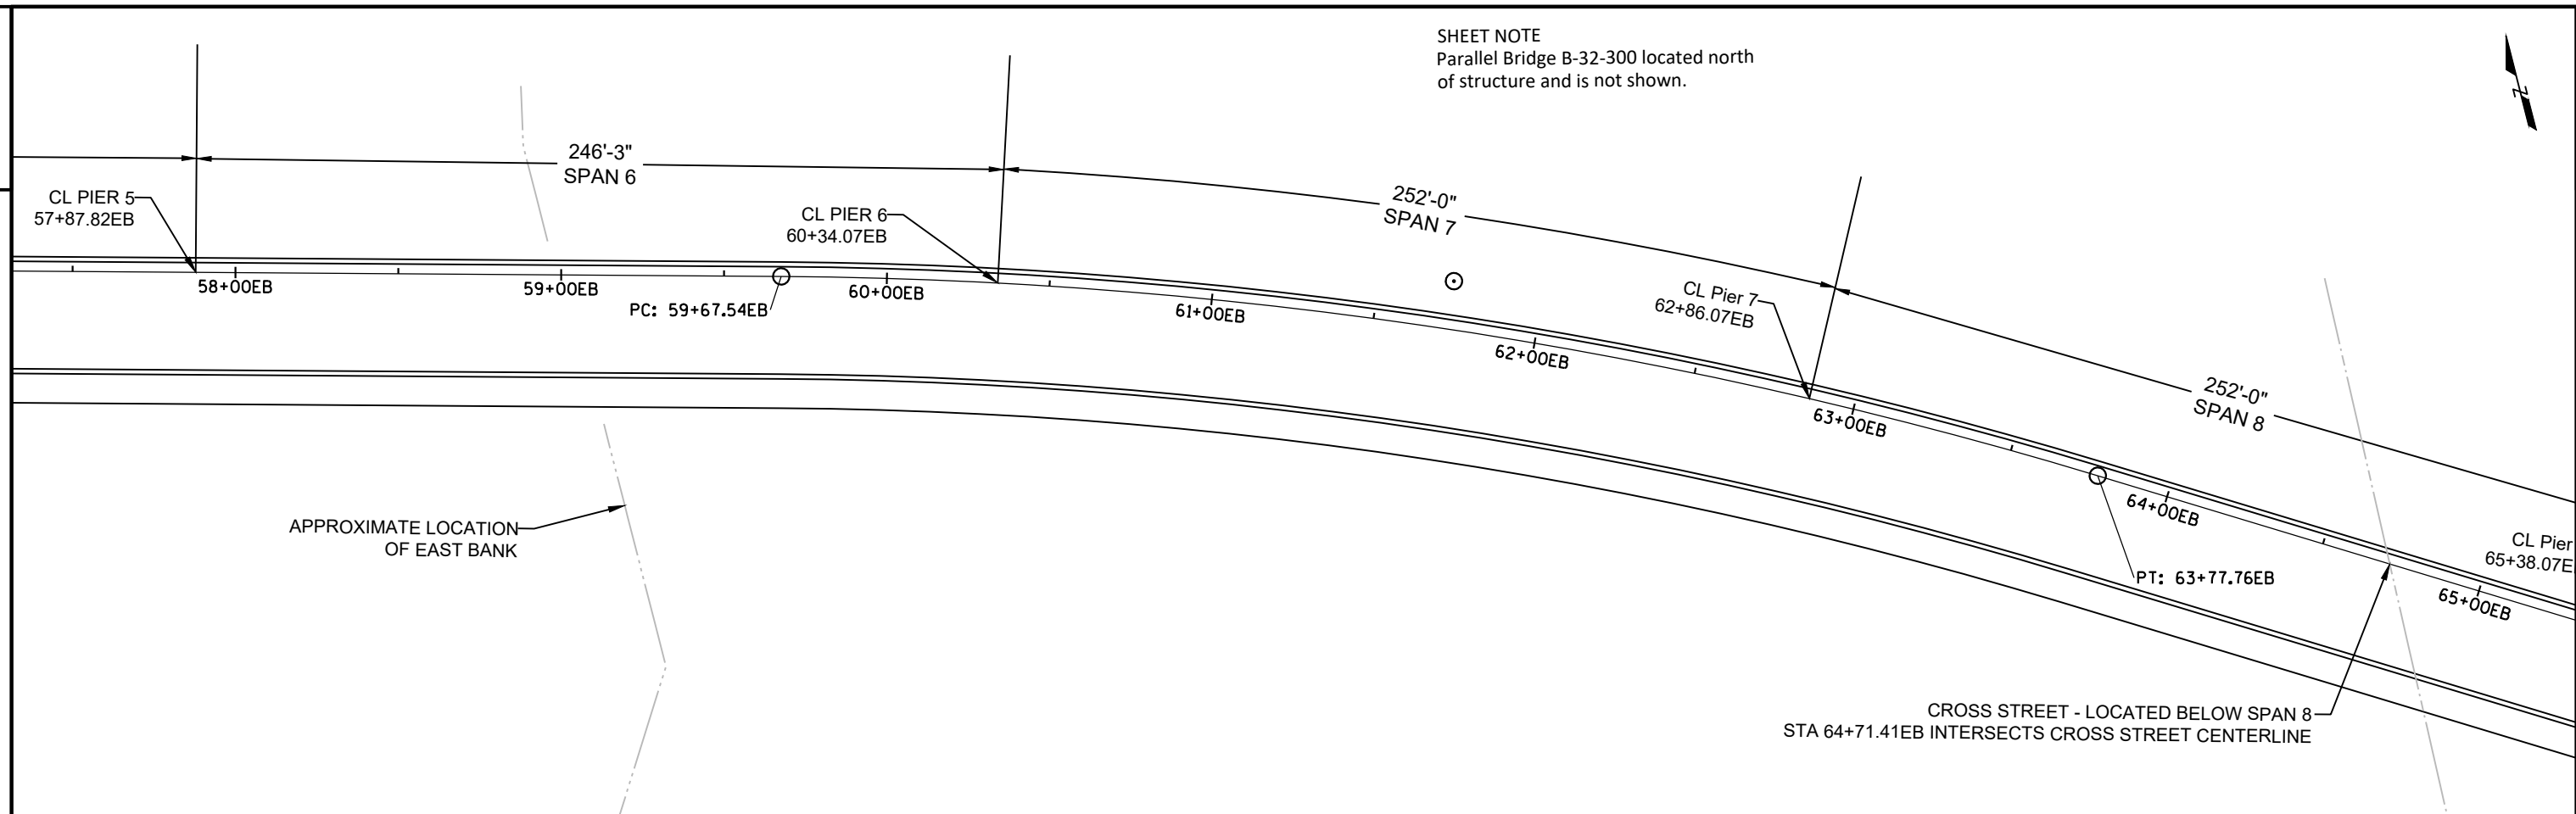 SHEET NOTE
Parallel Bridge B-32-300 located north
of structure and is not shown.
N
246'-3"
SPAN 6
252'-0"
SPAN 7
CL PIER 5
57+87.82EB
CL PIER 6
60+34.07EB
CL Pier 7
62+86.07EB
58+00EB
59+00EB
PC: 59+67.54EB
60+00EB
61+00EB
62+00EB
63+00EB
252'-0"
SPAN 8
64+00EB
APPROXIMATE LOCATION
OF EAST BANK
CL Pier
65+38.07E
PT: 63+77.76EB
65+00EB
CROSS STREET - LOCATED BELOW SPAN 8
STA 64+71.41EB INTERSECTS CROSS STREET CENTERLINE